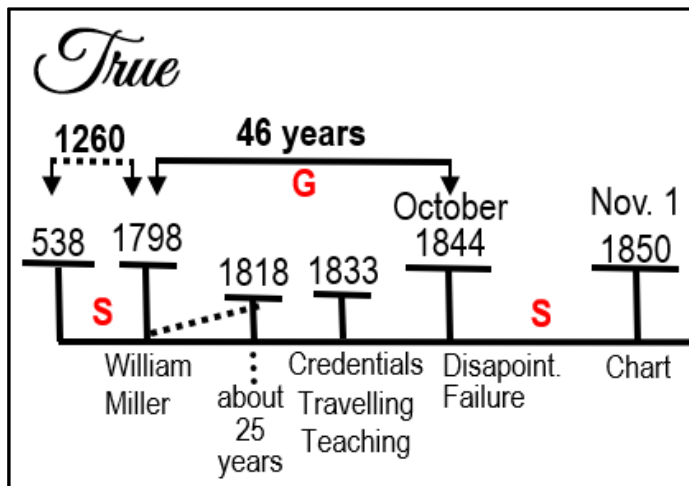 True
1260
46 years
G
October
Nov. 1
538
1798
1818
1833
1844
1850
S
S
William
Miller
about
25
years
Credentials
Travelling
Teaching
Disapoint.
Failure
Chart